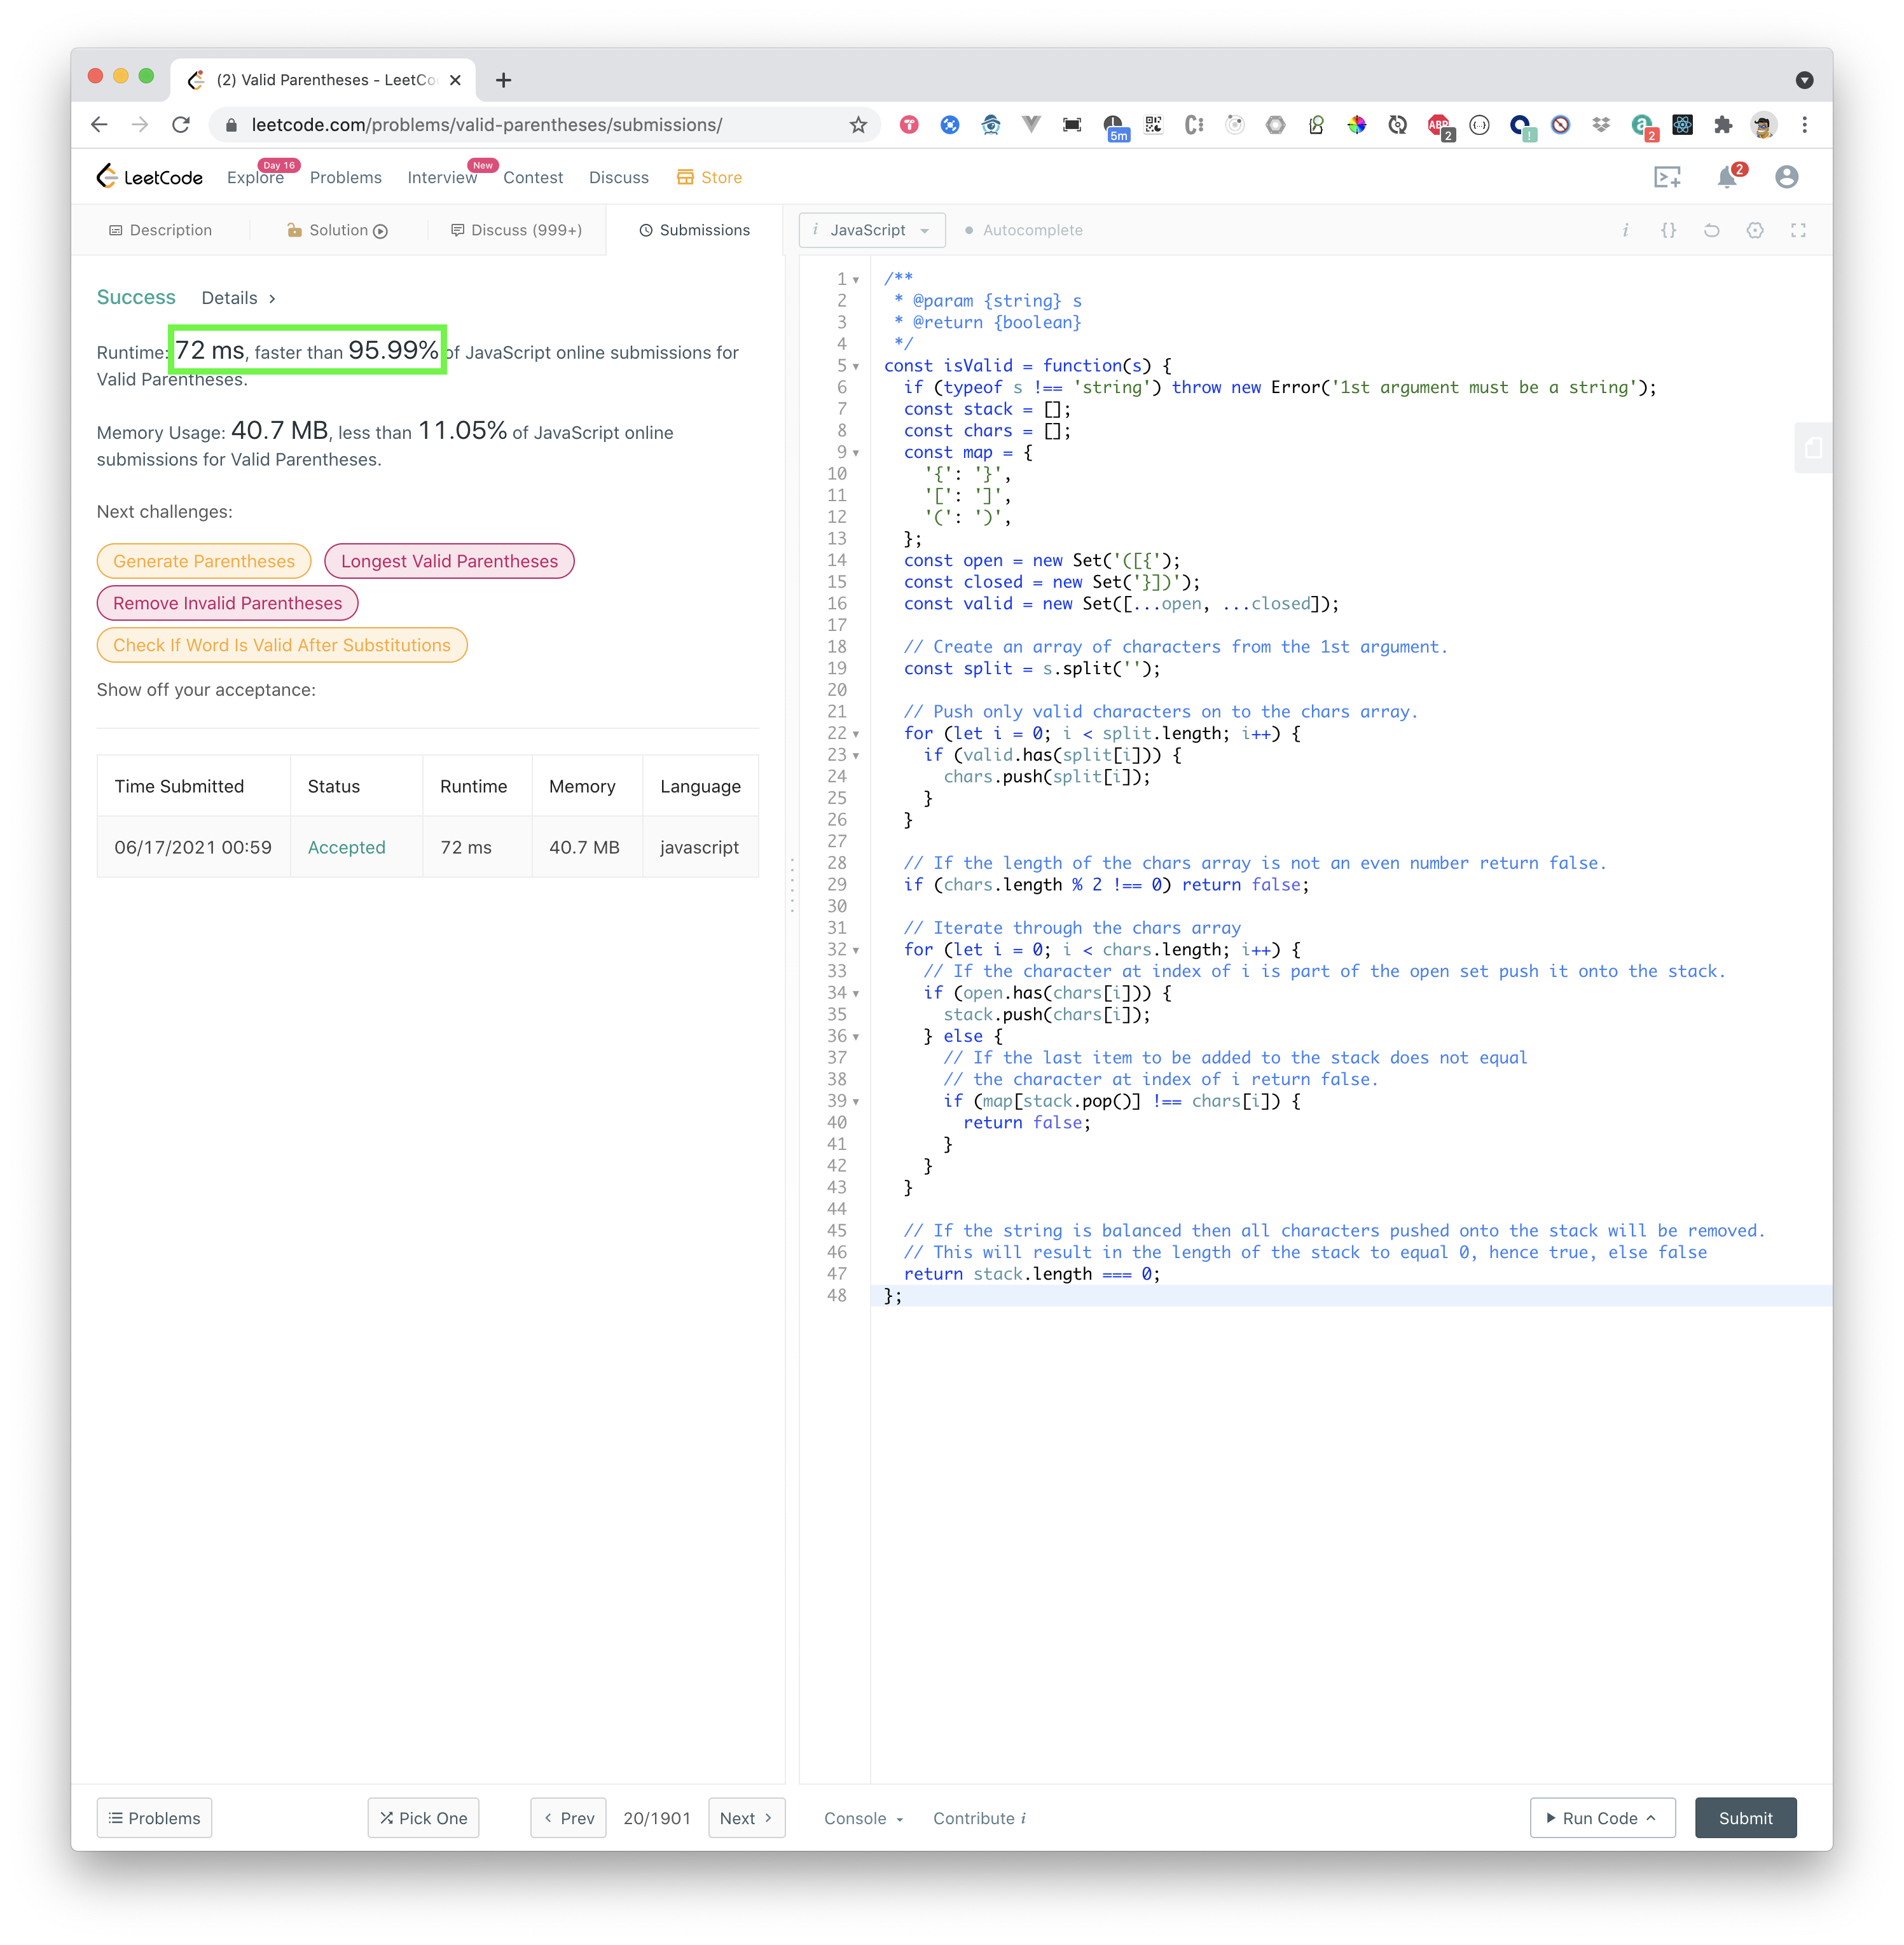 (2) Valid Parentheses - LeetCo
leetcode.com/problems/valid-parentheses/submissions/
5m
ABP
2
2
LeetCode
Explore
Day 16
Problems
Interview
New
Contest
Discuss
Store
2
Description
Solution
Discuss (999+)
Submissions
JavaScript
Autocomplete
Success
Details
Runtime: 72 ms, faster than 95.99% of JavaScript online submissions for
Valid Parentheses.
Memory Usage: 40.7 MB, less than 11.05% of JavaScript online
submissions for Valid Parentheses.
Next challenges:
Generate Parentheses
Longest Valid Parentheses
Remove Invalid Parentheses
Check If Word Is Valid After Substitutions
Show off your acceptance:
Time Submitted Status Runtime Memory Language
06/17/2021 00:59 Accepted 72 ms 40.7 MB javascript
1 /**
2 * @param {string} s
3 * @return {boolean}
4 */
5 const isValid = function(s) {
6 if (typeof s !== 'string') throw new Error('1st argument must be a string');
7 const stack = [];
8 const chars = [];
9 const map = {
10 '{': '}',
11 '[': ']',
12 '(': ')',
13 };
14 const open = new Set('([{');
15 const closed = new Set('}])');
16 const valid = new Set([...open, ...closed]);
17
18 // Create an array of characters from the 1st argument.
19 const split = s.split('');
20
21 // Push only valid characters on to the chars array.
22 for (let i = 0; i < split.length; i++) {
23 if (valid.has(split[i])) {
24 chars.push(split[i]);
25 }
26 }
27
28 // If the length of the chars array is not an even number return false.
29 if (chars.length % 2 !== 0) return false;
30
31 // Iterate through the chars array
32 for (let i = 0; i < chars.length; i++) {
33 // If the character at index of i is part of the open set push it onto the stack.
34 if (open.has(chars[i])) {
35 stack.push(chars[i]);
36 } else {
37 // If the last item to be added to the stack does not equal
38 // the character at index of i return false.
39 if (map[stack.pop()] !== chars[i]) {
40 return false;
41 }
42 }
43 }
44
45 // If the string is balanced then all characters pushed onto the stack will be removed.
46 // This will result in the length of the stack to equal 0, hence true, else false
47 return stack.length === 0;
48 };
Problems
Pick One
Prev
20/1901
Next
Console
Contribute i
Run Code
Submit